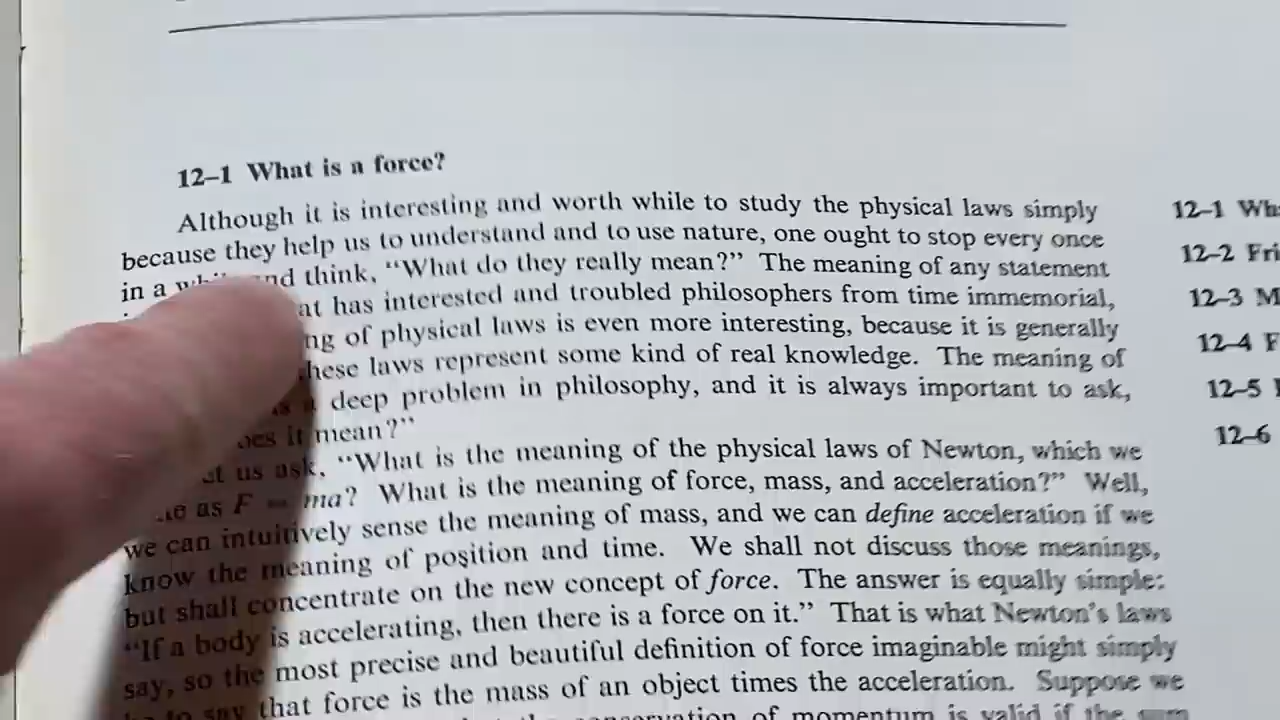 12–1 What is a force?
Although it is interesting and worth while to study the physical laws simply
because they help us to understand and to use nature, one ought to stop every once
in a and think, “What do they really mean?” The meaning of any statement
has interested and troubled philosophers from time immemorial,
of physical laws is even more interesting, because it is generally
these laws represent some kind of real knowledge. The meaning of
deep problem in philosophy, and it is always important to ask,
it mean?”
us ask, “What is the meaning of the physical laws of Newton, which we
as F = ma? What is the meaning of force, mass, and acceleration?” Well,
we can intuitively sense the meaning of mass, and we can define acceleration if we
know the meaning of position and time. We shall not discuss those meanings,
but shall concentrate on the new concept of force. The answer is equally simple:
“If a body is accelerating, then there is a force on it.” That is what Newton’s laws
say, so the most precise and beautiful definition of force imaginable might simply
to say that force is the mass of an object times the acceleration. Suppose we
conservation of momentum is valid if the
12–1
12–2
12–3
12–4
12–5
12–6